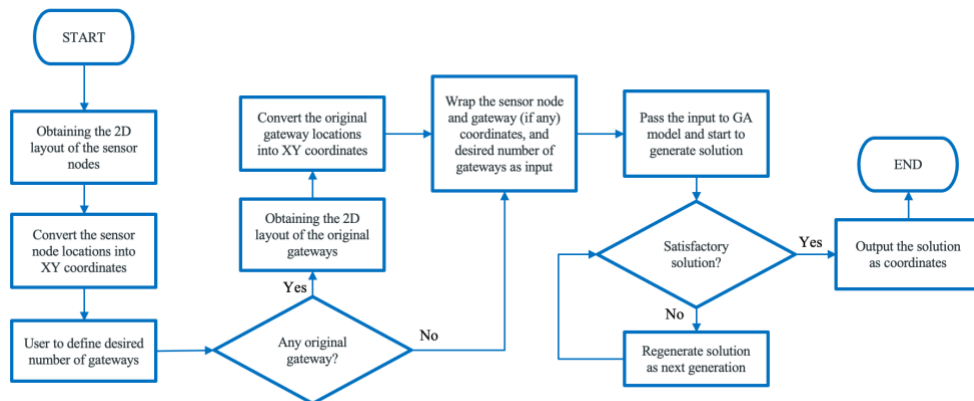 START
Obtaining the 2D
layout of the sensor
nodes
Convert the sensor
node locations into
XY coordinates
User to define desired
number of gateways
Any original
gateway?
Yes
No
Obtaining the 2D
layout of the original
gateways
Convert the original
gateway locations
into XY coordinates
Wrap the sensor node
and gateway (if any)
coordinates, and
desired number of
gateways as input
Pass the input to GA
model and start to
generate solution
Satisfactory
solution?
Yes
No
Regenerate solution
as next generation
Output the solution
as coordinates
END